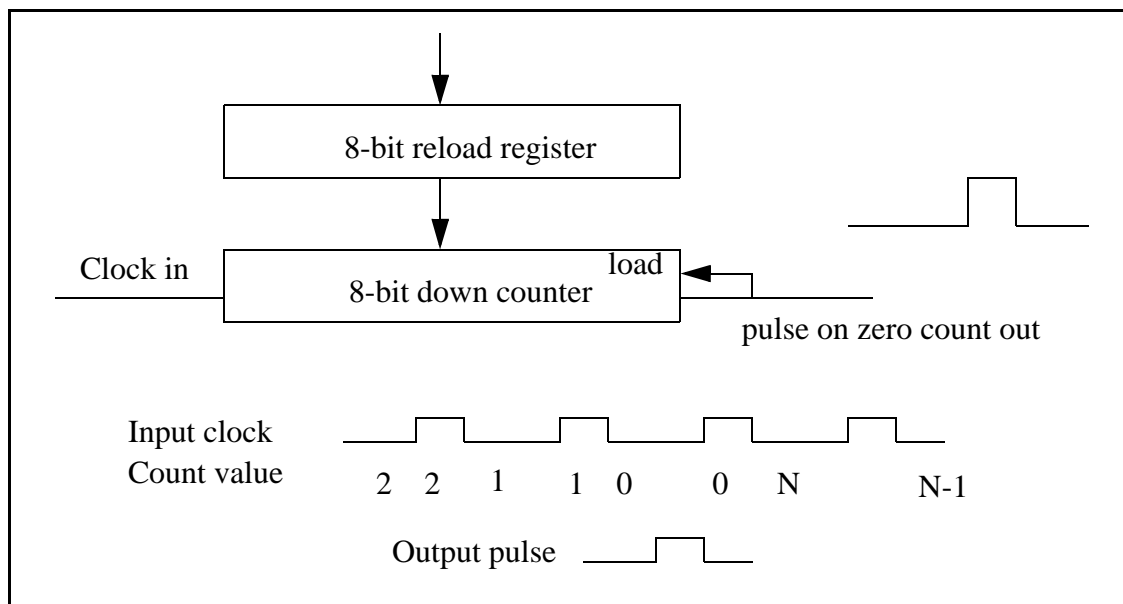 8-bit reload register
Clock in
load
8-bit down counter
pulse on zero count out
Input clock
Count value
2 2 1 1 0 0 N N-1
Output pulse